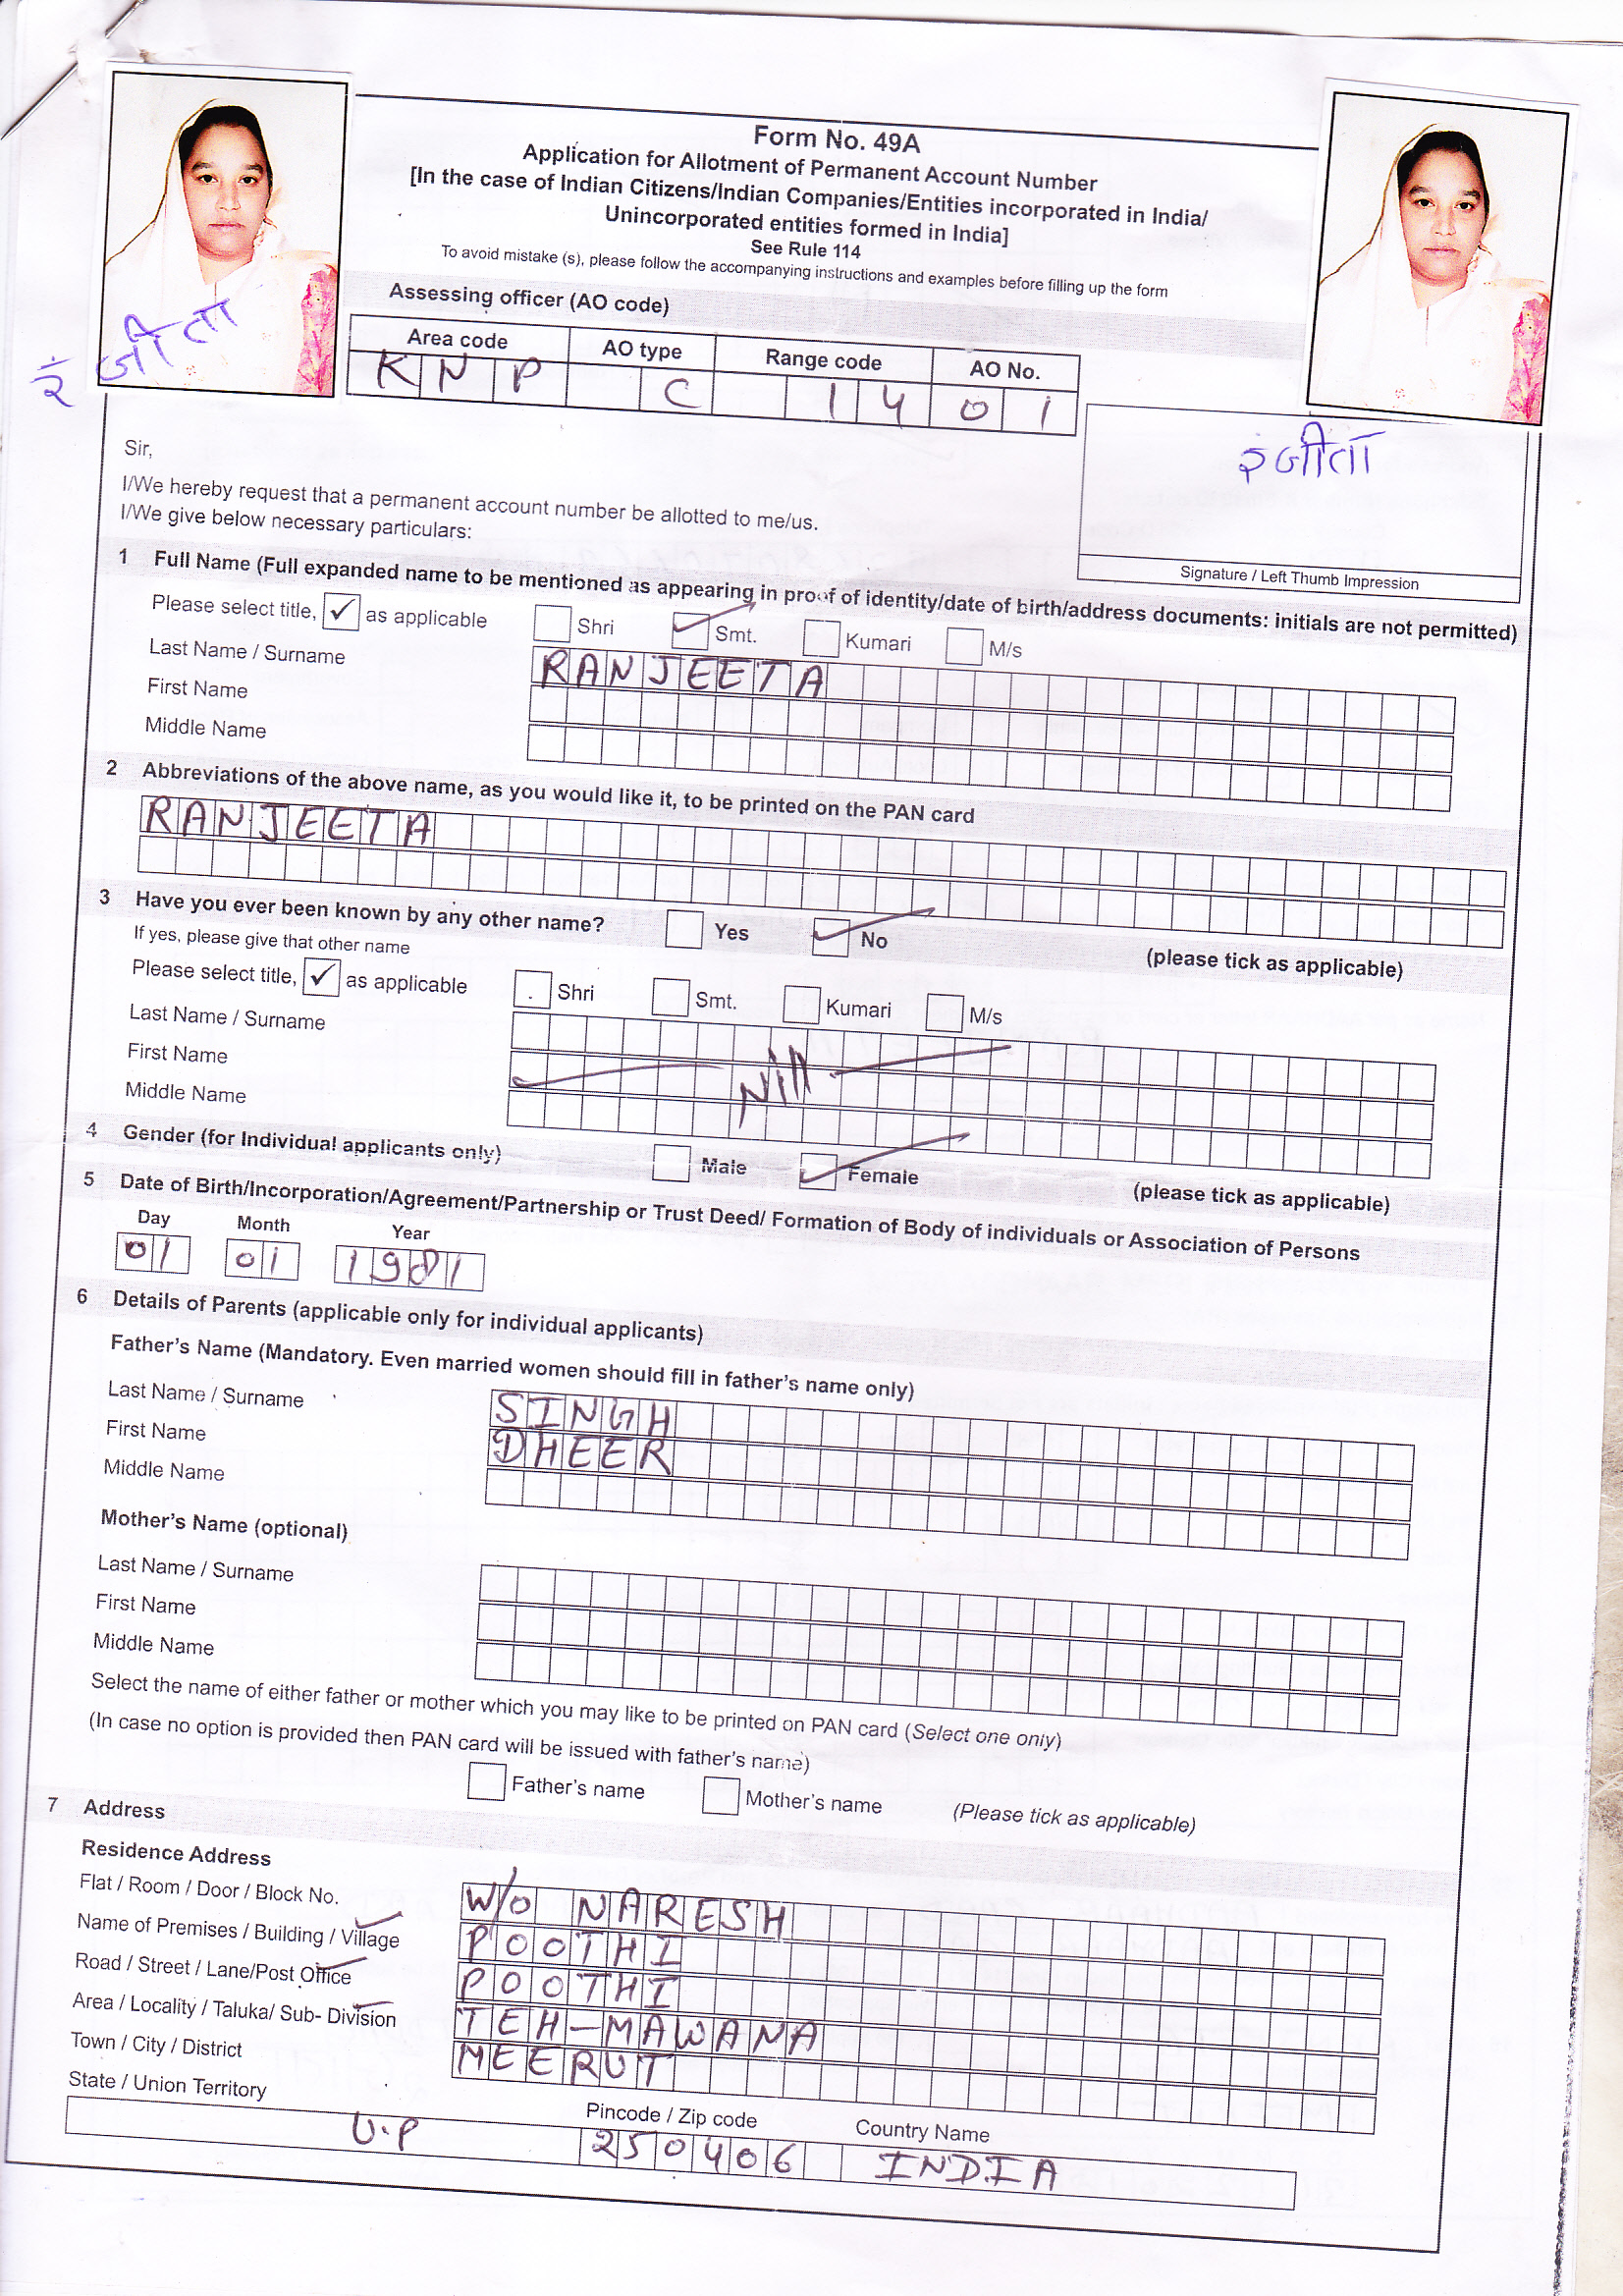 Form No. 49A
Application for Allotment of Permanent Account Number
[In the case of Indian Citizens/Indian Companies/Entities incorporated in India/
Unincorporated entities formed in India]
See Rule 114
To avoid mistake (s), please follow the accompanying instructions and examples before filling up the form
Assessing officer (AO code)
Area code AO type Range code AO No.
K N P C 1 4 0 1
रंजीता
रंजीता
Signature / Left Thumb Impression
Sir,
I/We hereby request that a permanent account number be allotted to me/us.
I/We give below necessary particulars:
1 Full Name (Full expanded name to be mentioned as appearing in proof of identity/date of birth/address documents: initials are not permitted)
Please select title, ✓ as applicable Shri Smt. Kumari M/s
Last Name / Surname RANJEETA
First Name
Middle Name
2 Abbreviations of the above name, as you would like it, to be printed on the PAN card
RANJEETA
3 Have you ever been known by any other name? Yes No (please tick as applicable)
If yes, please give that other name
Please select title, ✓ as applicable Shri Smt. Kumari M/s
Last Name / Surname
First Name Nill
Middle Name
4 Gender (for Individual applicants only) Male Female (please tick as applicable)
5 Date of Birth/Incorporation/Agreement/Partnership or Trust Deed/ Formation of Body of individuals or Association of Persons
Day Month Year
01 01 1981
6 Details of Parents (applicable only for individual applicants)
Father's Name (Mandatory. Even married women should fill in father's name only)
Last Name / Surname SINGH
First Name DHEER
Middle Name
Mother's Name (optional)
Last Name / Surname
First Name
Middle Name
Select the name of either father or mother which you may like to be printed on PAN card (Select one only)
(In case no option is provided then PAN card will be issued with father's name)
Father's name Mother's name (Please tick as applicable)
7 Address
Residence Address
Flat / Room / Door / Block No. W/O NARESH
Name of Premises / Building / Village POOTHI
Road / Street / Lane/Post Office POOTHI
Area / Locality / Taluka/ Sub- Division TEH-MAWANA
Town / City / District MEERUT
State / Union Territory Pincode / Zip code Country Name
U.P 250406 INDIA